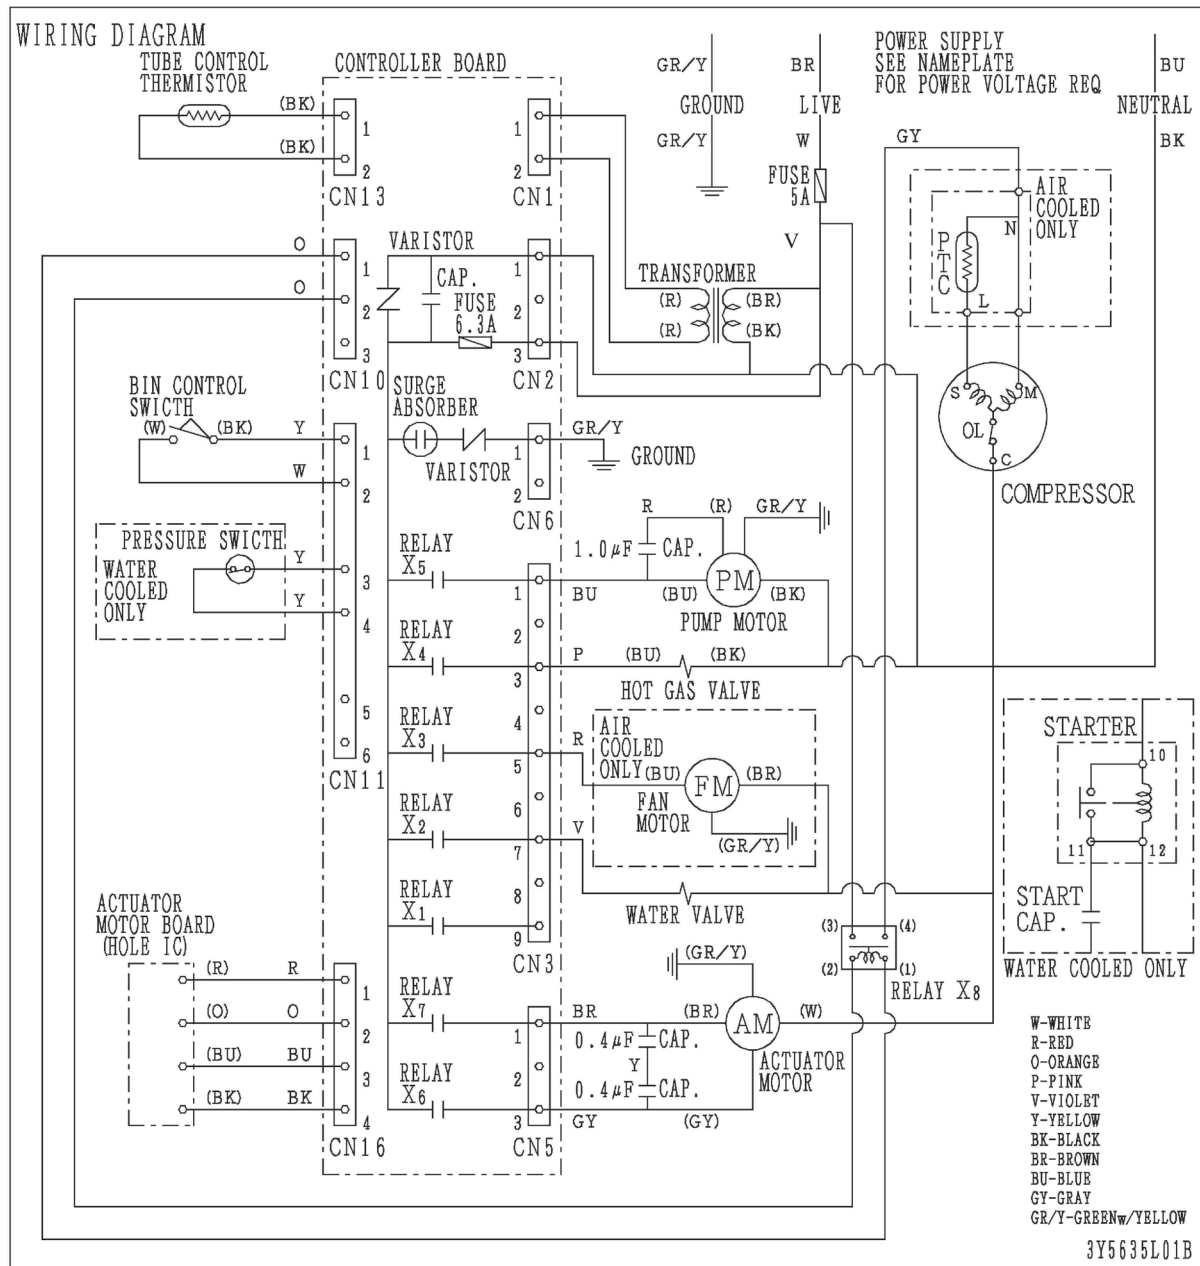 WIRING DIAGRAM
TUBE CONTROL
THERMISTOR
CONTROLLER BOARD
(BK)
(BK)
1
2
CN13
1
2
CN1
GR/Y
GROUND
GR/Y
BR
LIVE
W
FUSE
5A
V
POWER SUPPLY
SEE NAMEPLATE
FOR POWER VOLTAGE REQ
BU
NEUTRAL
BK
GY
AIR
COOLED
ONLY
N
PTC
L
O
O
1
2
3
CN10
VARISTOR
CAP.
FUSE
6.3A
1
2
3
CN2
TRANSFORMER
(R)
(R)
(BR)
(BK)
S
M
OL
C
COMPRESSOR
BIN CONTROL
SWICTH
(W)
(BK)
Y
W
1
2
SURGE
ABSORBER
VARISTOR
1
2
CN6
GR/Y
GROUND
PRESSURE SWICTH
WATER
COOLED
ONLY
Y
Y
3
4
5
6
CN11
RELAY
X5
RELAY
X4
RELAY
X3
RELAY
X2
RELAY
X1
1
2
3
4
5
6
7
8
9
CN3
R
(R)
GR/Y
1.0μF
CAP.
BU
(BU)
PM
(BK)
PUMP MOTOR
P
(BU)
(BK)
HOT GAS VALVE
R
AIR
COOLED
ONLY
(BU)
FM
(BR)
FAN
MOTOR
(GR/Y)
V
WATER VALVE
STARTER
10
11
12
START
CAP.
WATER COOLED ONLY
(3)
(4)
(2)
(1)
RELAY X8
ACTUATOR
MOTOR BOARD
(HOLE IC)
(R)
R
(O)
O
(BU)
BU
(BK)
BK
1
2
3
4
CN16
RELAY
X7
RELAY
X6
1
2
3
CN5
(GR/Y)
BR
(BR)
AM
(W)
0.4μF
CAP.
Y
0.4μF
CAP.
ACTUATOR
MOTOR
GY
(GY)
W-WHITE
R-RED
O-ORANGE
P-PINK
V-VIOLET
Y-YELLOW
BK-BLACK
BR-BROWN
BU-BLUE
GY-GRAY
GR/Y-GREENw/YELLOW
3Y5635L01B